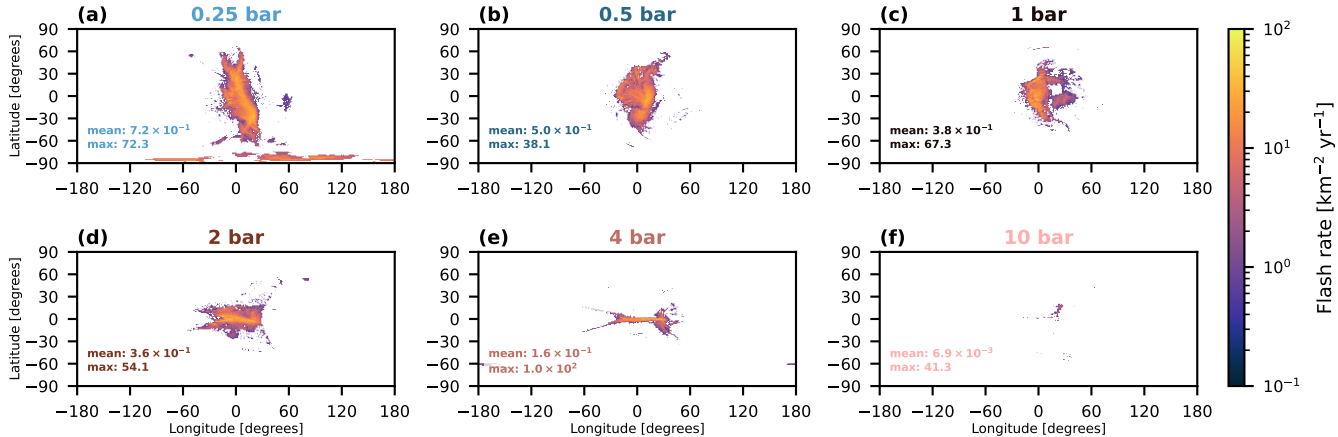 (a) 0.25 bar
(b) 0.5 bar
(c) 1 bar
90
60
30
0
−30
−60
−90
Latitude [degrees]
mean: 7.2 × 10⁻¹
max: 72.3
−180 −120 −60 0 60 120 180
90
60
30
0
−30
−60
−90
mean: 5.0 × 10⁻¹
max: 38.1
−180 −120 −60 0 60 120 180
90
60
30
0
−30
−60
−90
mean: 3.8 × 10⁻¹
max: 67.3
−180 −120 −60 0 60 120 180
(d) 2 bar
(e) 4 bar
(f) 10 bar
90
60
30
0
−30
−60
−90
Latitude [degrees]
mean: 3.6 × 10⁻¹
max: 54.1
−180 −120 −60 0 60 120 180
Longitude [degrees]
90
60
30
0
−30
−60
−90
mean: 1.6 × 10⁻¹
max: 1.0 × 10²
−180 −120 −60 0 60 120 180
Longitude [degrees]
90
60
30
0
−30
−60
−90
mean: 6.9 × 10⁻³
max: 41.3
−180 −120 −60 0 60 120 180
Longitude [degrees]
10²
10¹
10⁰
10⁻¹
Flash rate [km⁻² yr⁻¹]